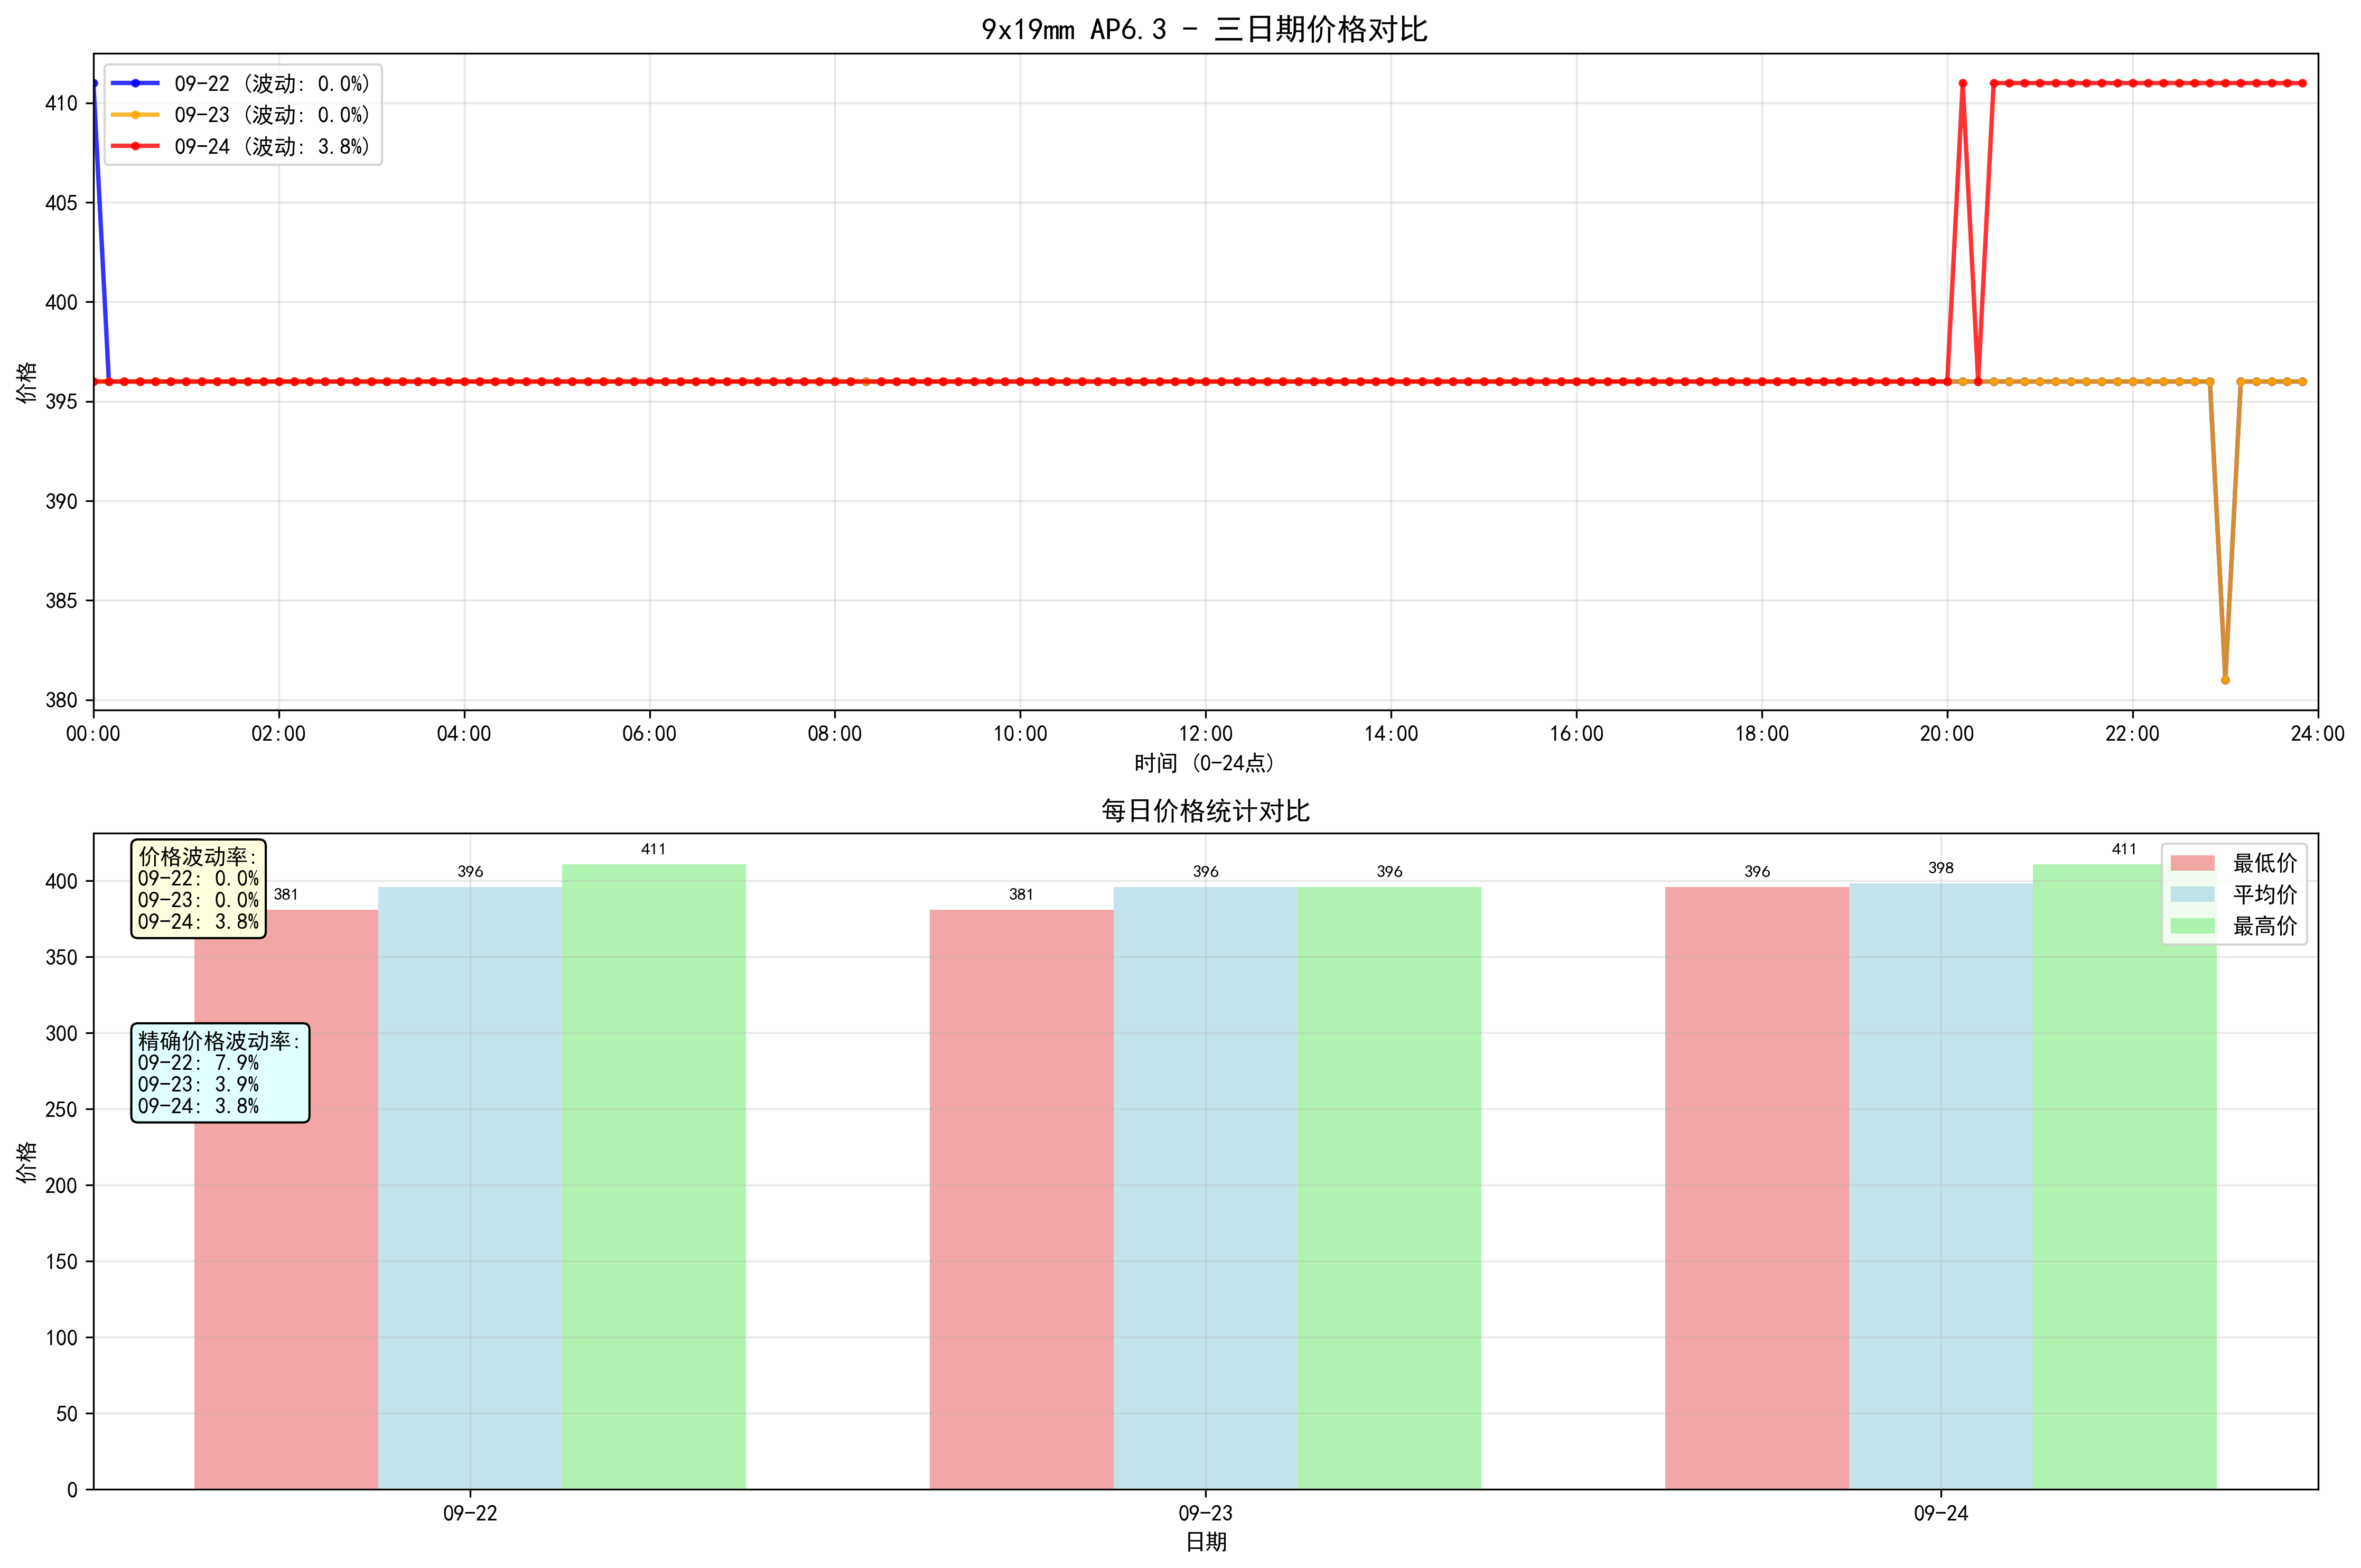 9x19mm AP6.3 - 三日期价格对比
09-22 (波动: 0.0%)
09-23 (波动: 0.0%)
09-24 (波动: 3.8%)
410
405
400
395
390
385
380
价格
00:00 02:00 04:00 06:00 08:00 10:00 12:00 14:00 16:00 18:00 20:00 22:00 24:00
时间 (0-24点)
每日价格统计对比
价格波动率:
09-22: 0.0%
09-23: 0.0%
09-24: 3.8%
精确价格波动率:
09-22: 7.9%
09-23: 3.9%
09-24: 3.8%
381 396 411 381 396 396 396 398 411
最低价
平均价
最高价
400
350
300
250
200
150
100
50
0
价格
09-22 09-23 09-24
日期